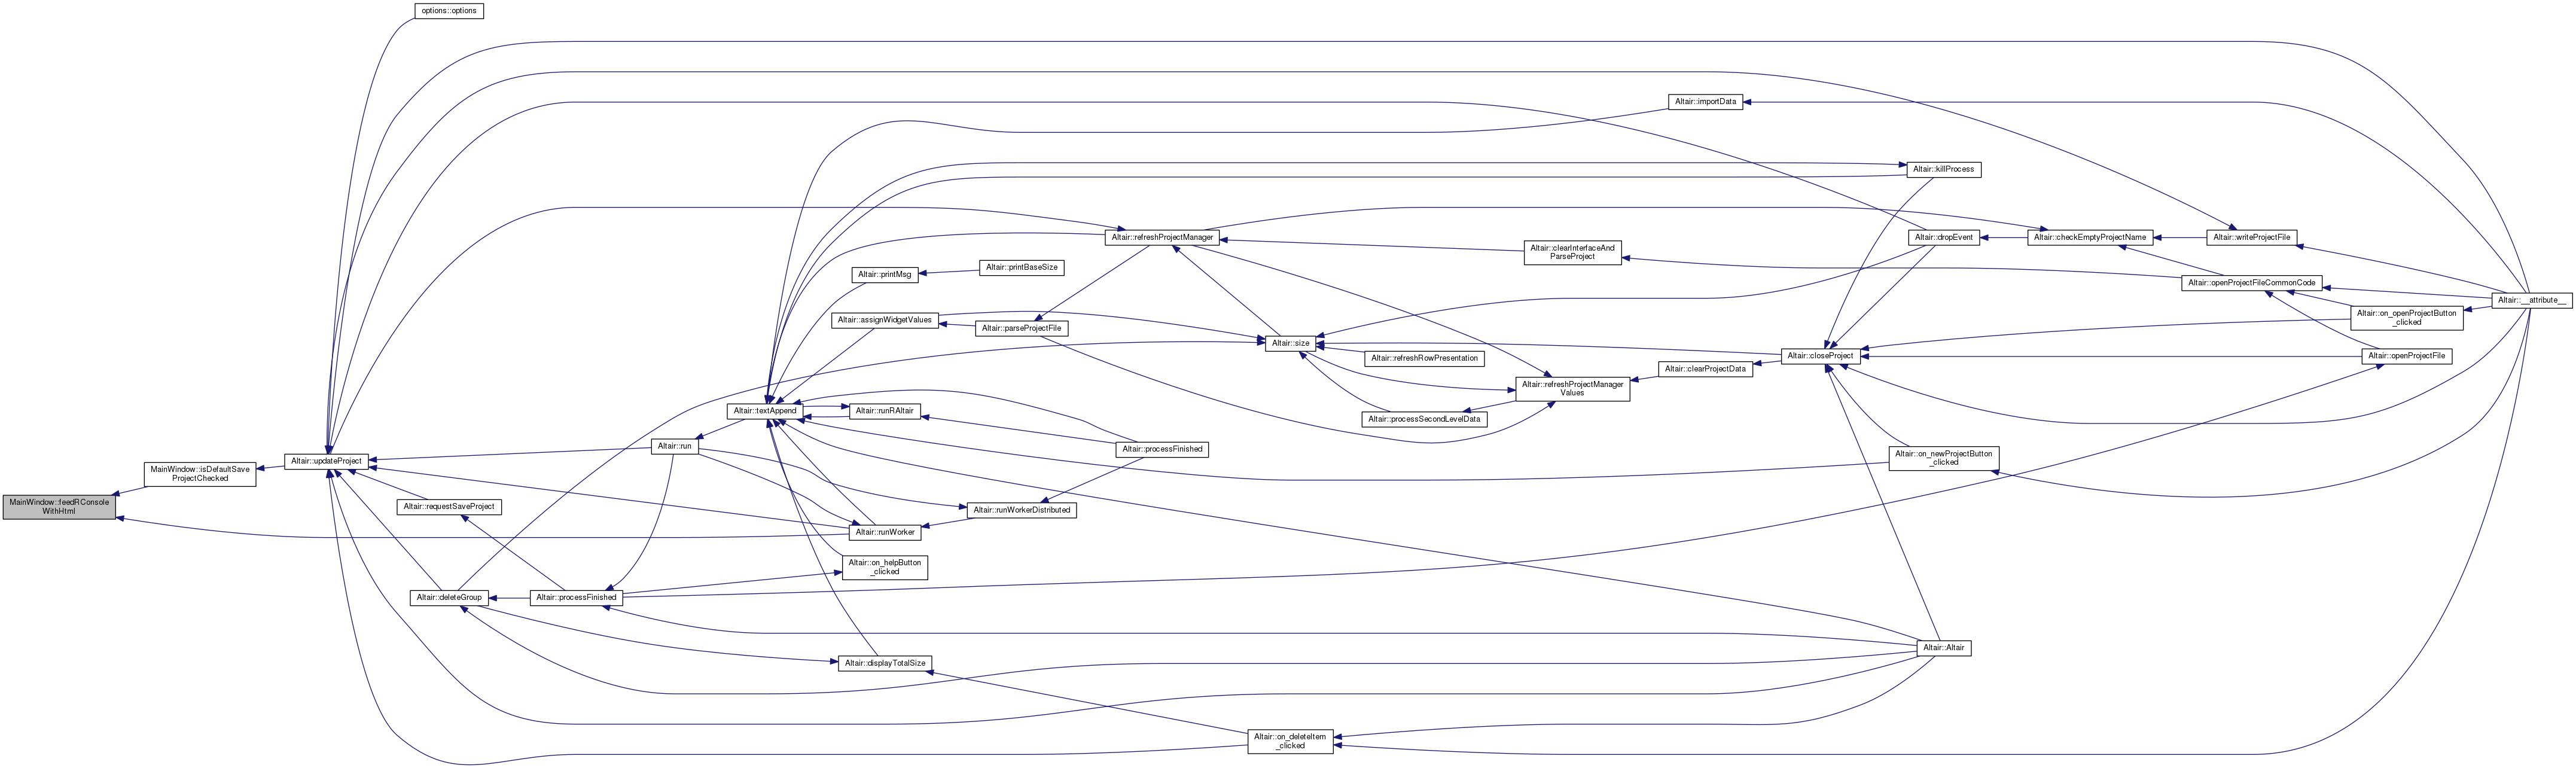 options::options
Altair::importData
Altair::killProcess
Altair::refreshProjectManager
Altair::dropEvent
Altair::checkEmptyProjectName
Altair::writeProjectFile
Altair::clearInterfaceAnd
ParseProject
Altair::printBaseSize
Altair::printMsg
Altair::openProjectFileCommonCode
Altair::__attribute__
Altair::on_openProjectButton
_clicked
Altair::assignWidgetValues
Altair::parseProjectFile
Altair::size
Altair::refreshRowPresentation
Altair::closeProject
Altair::openProjectFile
Altair::clearProjectData
Altair::refreshProjectManager
Values
Altair::textAppend
Altair::runRAltair
Altair::processSecondLevelData
Altair::run
Altair::processFinished
Altair::on_newProjectButton
_clicked
Altair::updateProject
MainWindow::isDefaultSave
ProjectChecked
MainWindow::feedRConsole
WithHtml
Altair::requestSaveProject
Altair::runWorkerDistributed
Altair::runWorker
Altair::on_helpButton
_clicked
Altair::deleteGroup
Altair::processFinished
Altair::displayTotalSize
Altair::Altair
Altair::on_deleteItem
_clicked